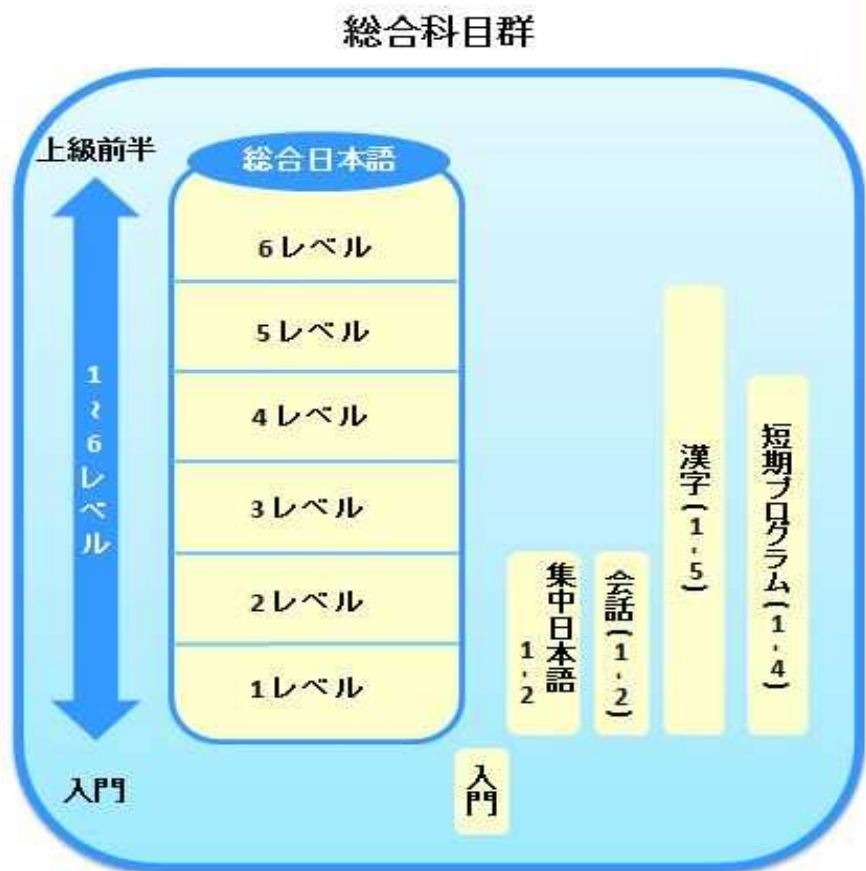 総合科目群
上級前半
総合日本語
6レベル
5レベル
4レベル
3レベル
2レベル
1レベル
1～6レベル
入門
入門
集中日本語
1-2
会話(1-2)
漢字(1-5)
短期プログラム(1-4)